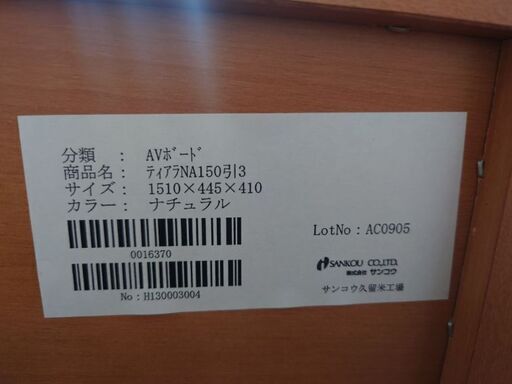 分類 : AVﾎﾞｰﾄﾞ
商品名 : ﾃｨｱﾗNA150引3
サイズ : 1510×445×410
カラー : ナチュラル
0016370
No:H130003004
LotNo:AC0905
SANKOU CO.,LTD.
株式会社 サンコウ
サンコウ久留米工場